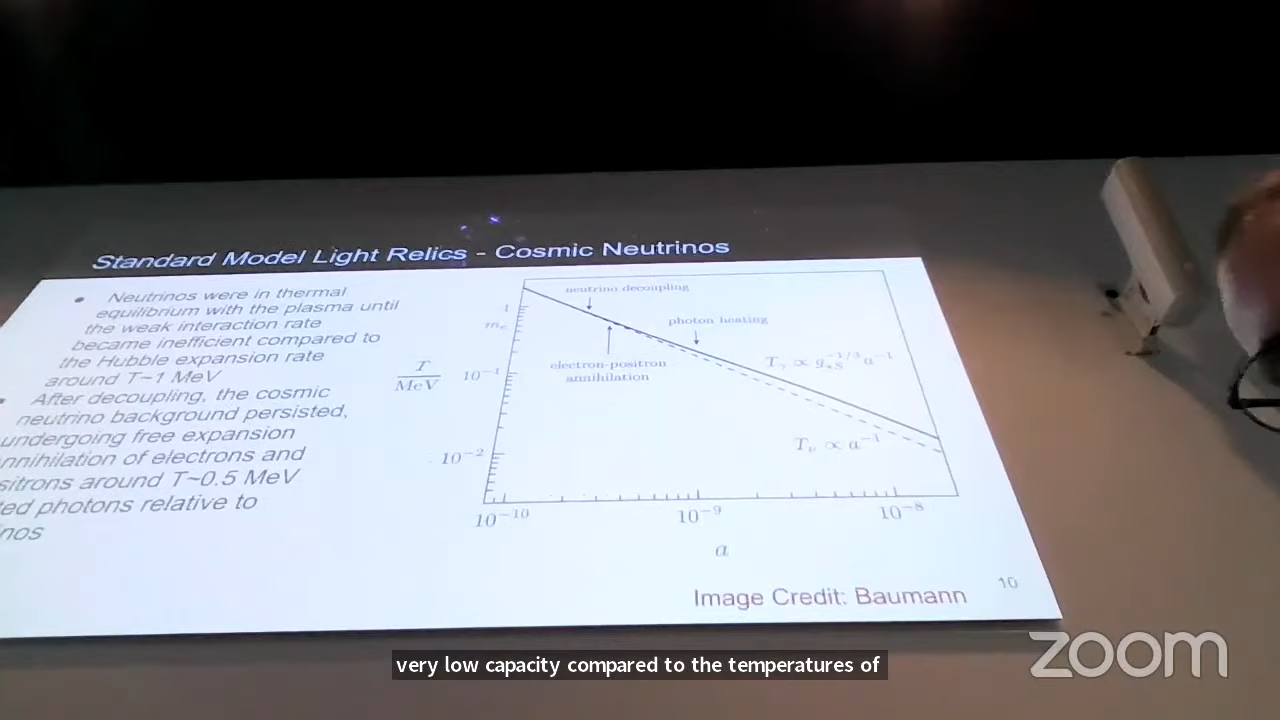 Standard Model Light Relics - Cosmic Neutrinos
• Neutrinos were in thermal
equilibrium with the plasma until
the weak interaction rate
became inefficient compared to
the Hubble expansion rate
around T~1 MeV
• After decoupling, the cosmic
neutrino background persisted,
undergoing free expansion
nnihilation of electrons and
sitrons around T~0.5 MeV
ted photons relative to
inos
neutrino decoupling
photon heating
electron-positron
annihilation
T/MeV
1
mₑ
10⁻¹
10⁻²
T_γ ∝ g_{*S}^{-1/3} a⁻¹
T_ν ∝ a⁻¹
10⁻¹⁰
10⁻⁹
10⁻⁸
a
Image Credit: Baumann
10
zoom
very low capacity compared to the temperatures of